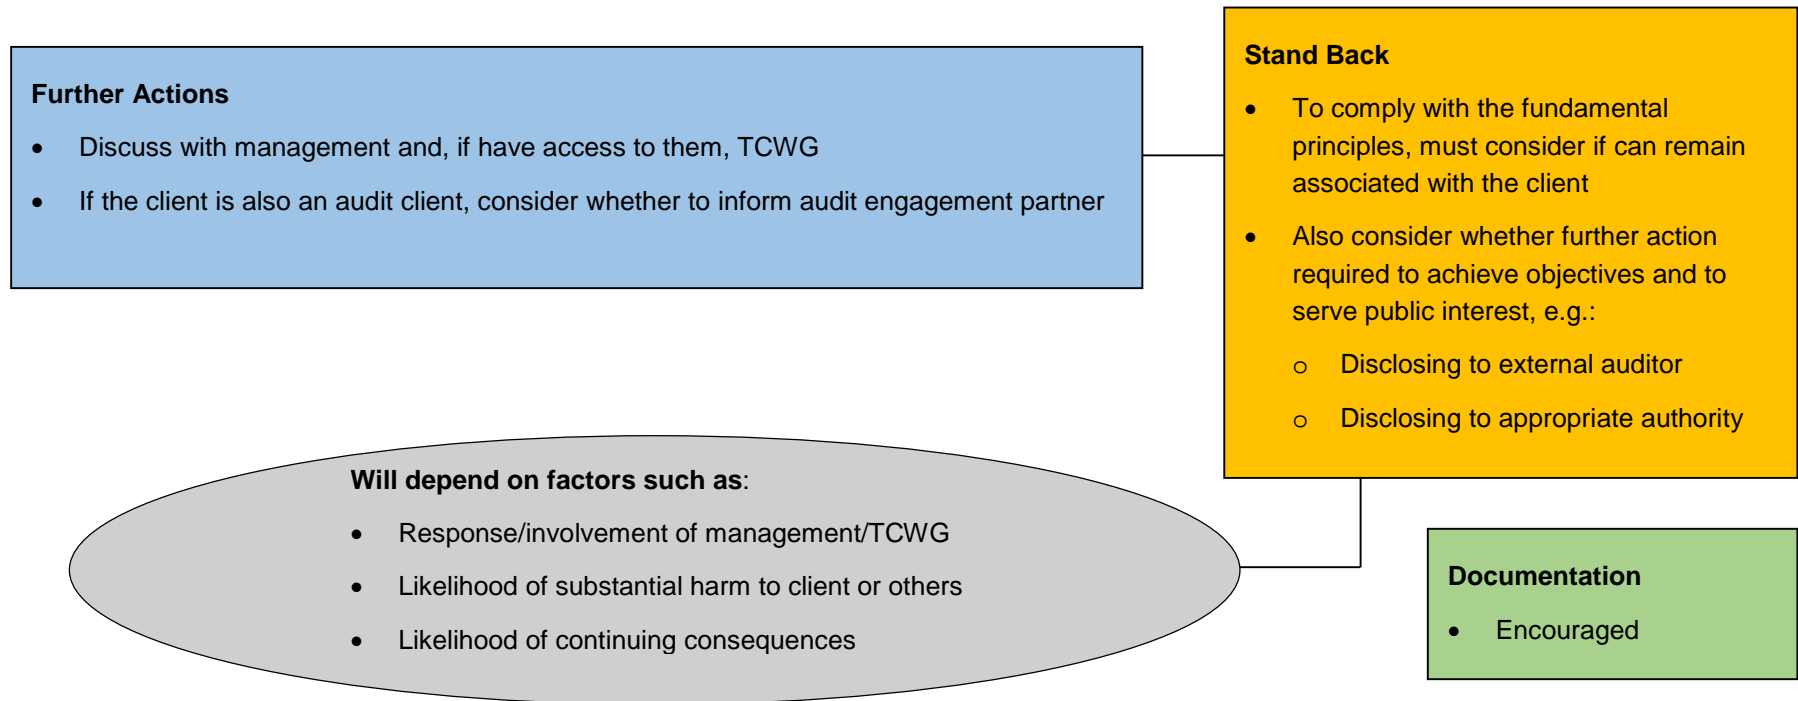 Further Actions
• Discuss with management and, if have access to them, TCWG
• If the client is also an audit client, consider whether to inform audit engagement partner
Stand Back
• To comply with the fundamental
principles, must consider if can remain
associated with the client
• Also consider whether further action
required to achieve objectives and to
serve public interest, e.g.:
o Disclosing to external auditor
o Disclosing to appropriate authority
Will depend on factors such as:
• Response/involvement of management/TCWG
• Likelihood of substantial harm to client or others
• Likelihood of continuing consequences
Documentation
• Encouraged